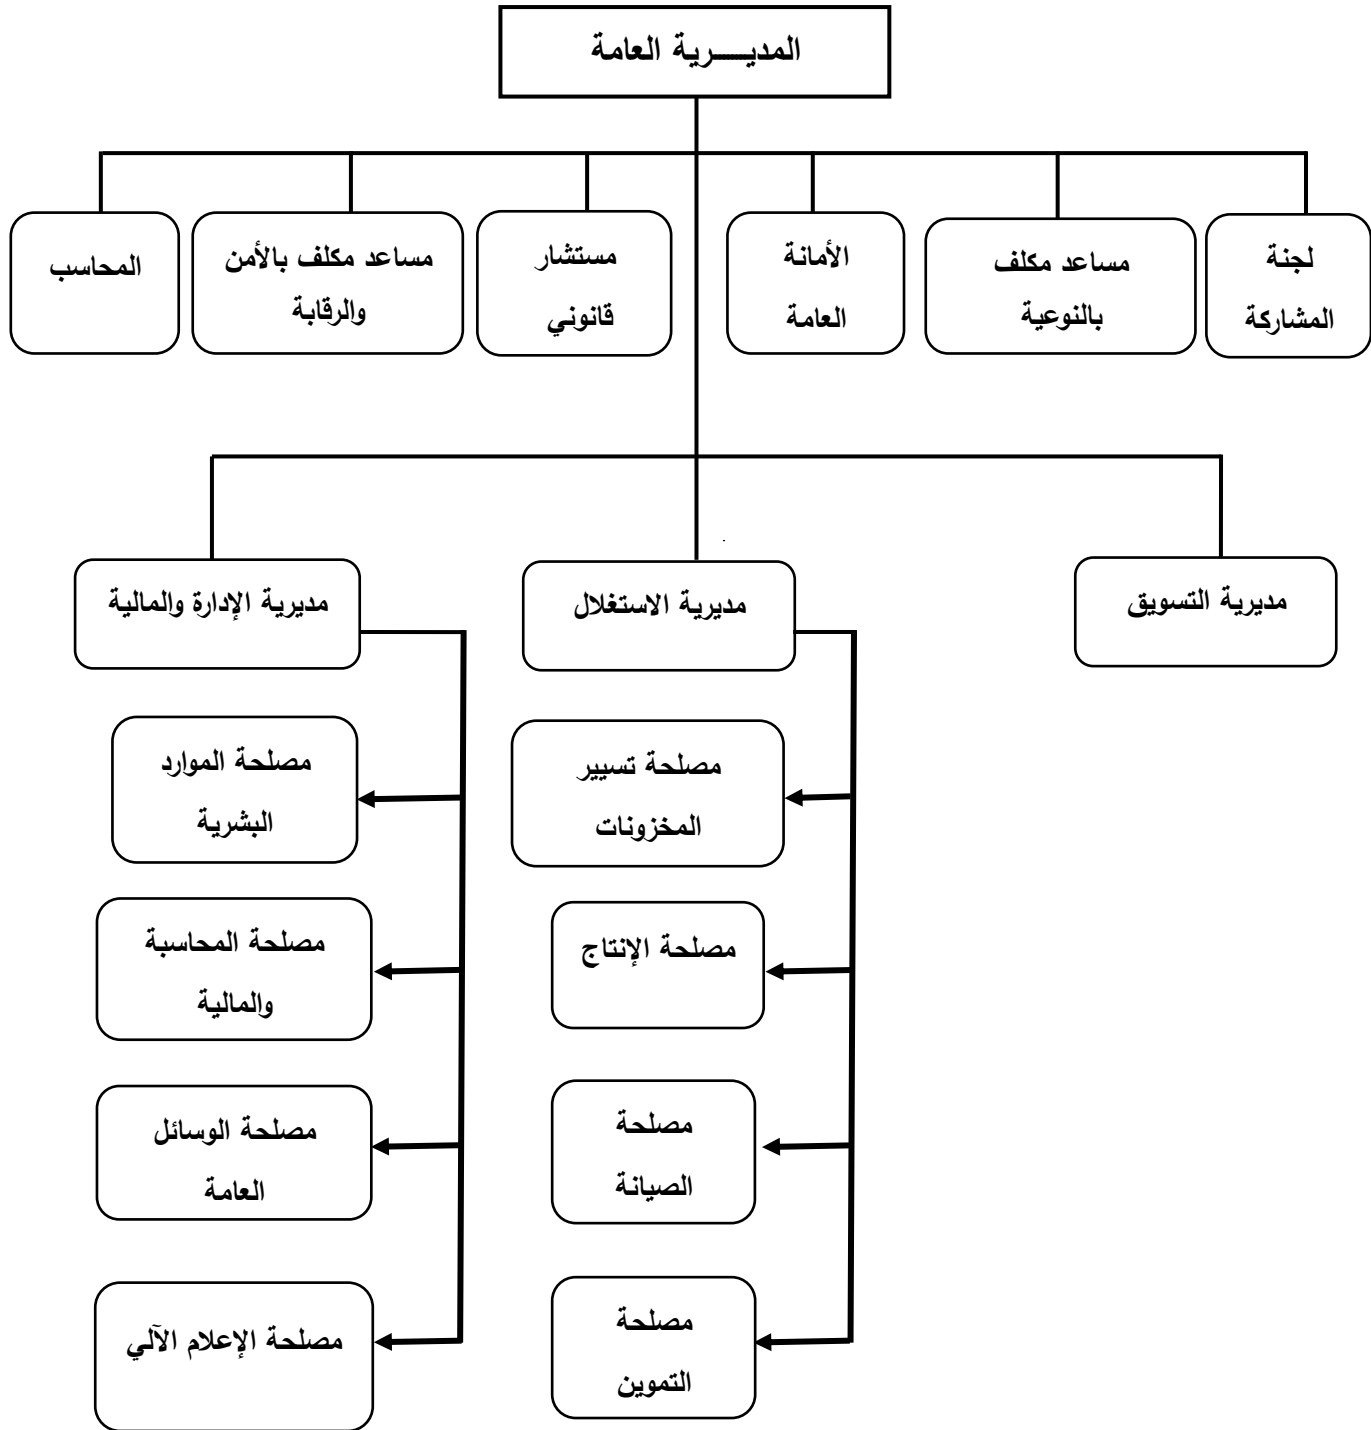 المديـــــرية العامة
لجنة
المشاركة
مساعد مكلف
بالنوعية
الأمانة
العامة
مستشار
قانوني
مساعد مكلف بالأمن
والرقابة
المحاسب
مديرية التسويق
مديرية الاستغلال
مديرية الإدارة والمالية
مصلحة تسيير
المخزونات
مصلحة الإنتاج
مصلحة
الصيانة
مصلحة
التموين
مصلحة الموارد
البشرية
مصلحة المحاسبة
والمالية
مصلحة الوسائل
العامة
مصلحة الإعلام الآلي